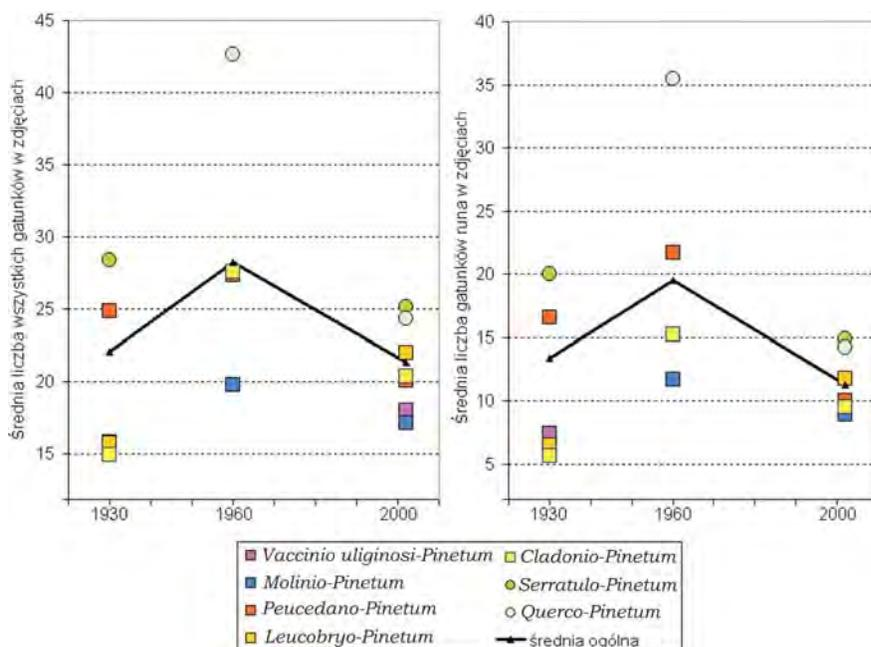 Średnia liczba wszystkich gatunków w zdjęciach
45
40
35
30
25
20
15
1930
1960
2000
Średnia liczby gatunków runa w zdjęciach
40
35
30
25
20
15
10
5
1930
1960
2000
Vaccinio uliginosi-Pinetum
Molinio-Pinetum
Peucedano-Pinetum
Leucobryo-Pinetum
Cladonio-Pinetum
Serratulo-Pinetum
Querco-Pinetum
średnia ogólna